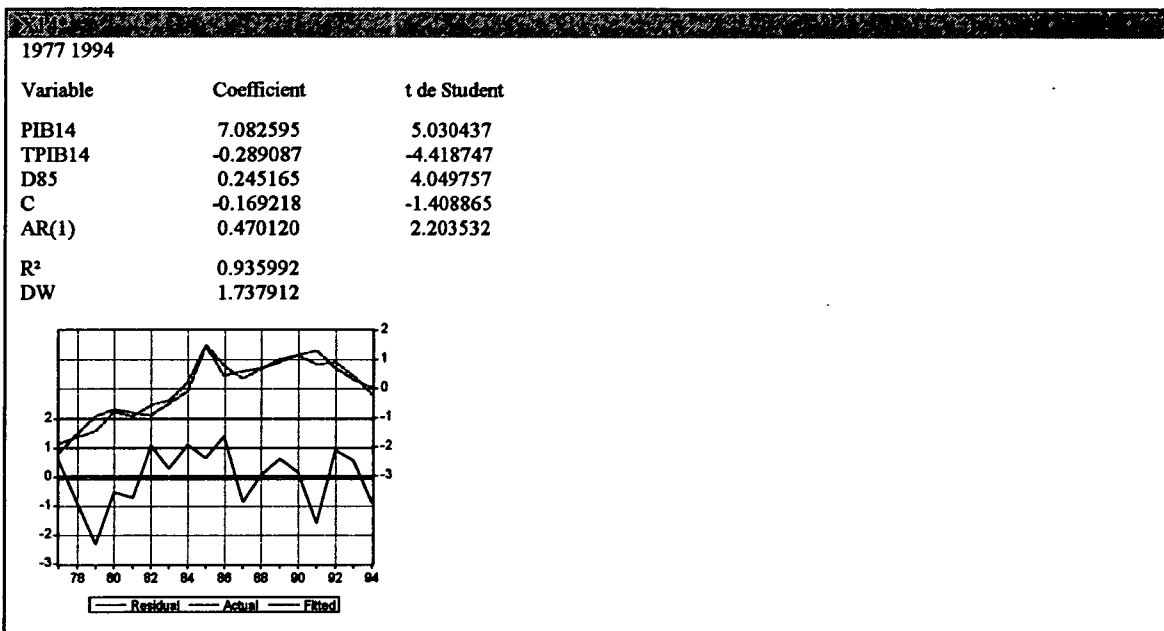 1977 1994
Variable Coefficient t de Student
PIB14 7.082595 5.030437
TPIB14 -0.289087 -4.418747
D85 0.245165 4.049757
C -0.169218 -1.408865
AR(1) 0.470120 2.203532
R² 0.935992
DW 1.737912
2
1
0
-1
-2
-3
2
1
0
-1
-2
-3
78 80 82 84 86 88 90 92 94
Residual Actual Fitted